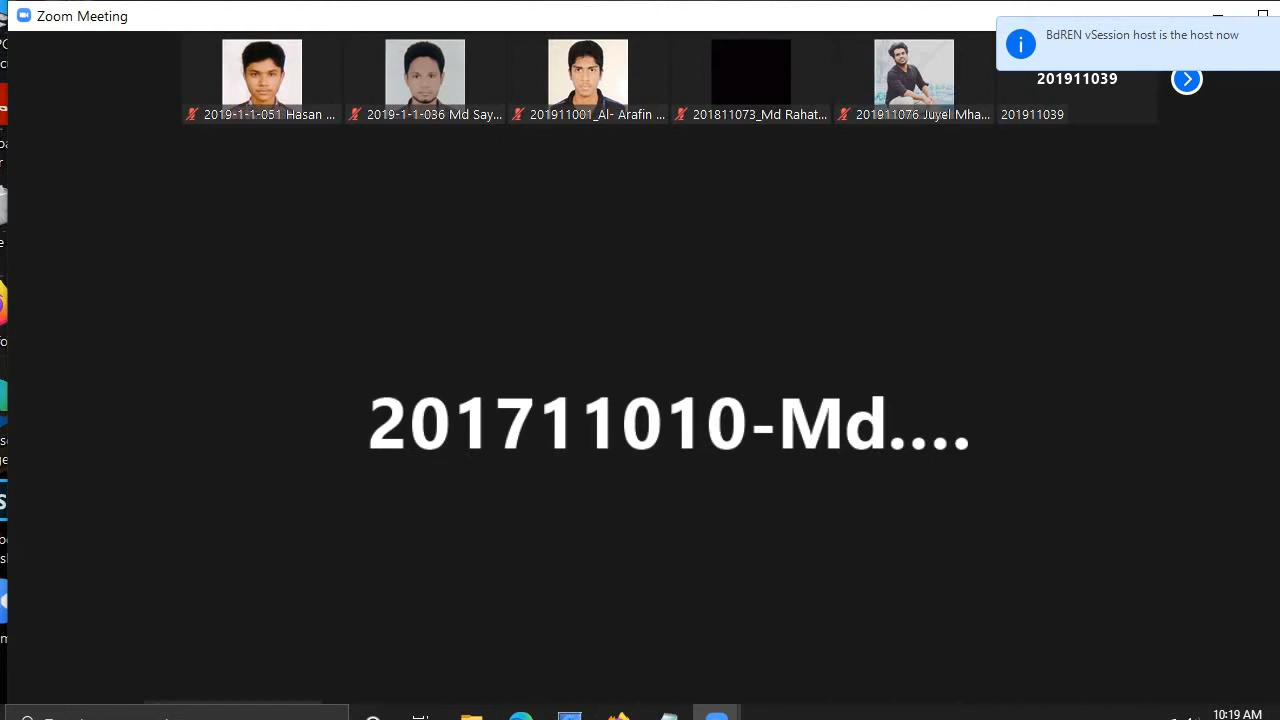 Zoom Meeting
BdREN vSession host is the host now
201911039
2019-1-1-051 Hasan ...
2019-1-1-036 Md Say...
201911001_Al- Arafin ...
201811073_Md Rahat...
201911076 Juyel Mha...
201911039
201711010-Md....
10:19 AM